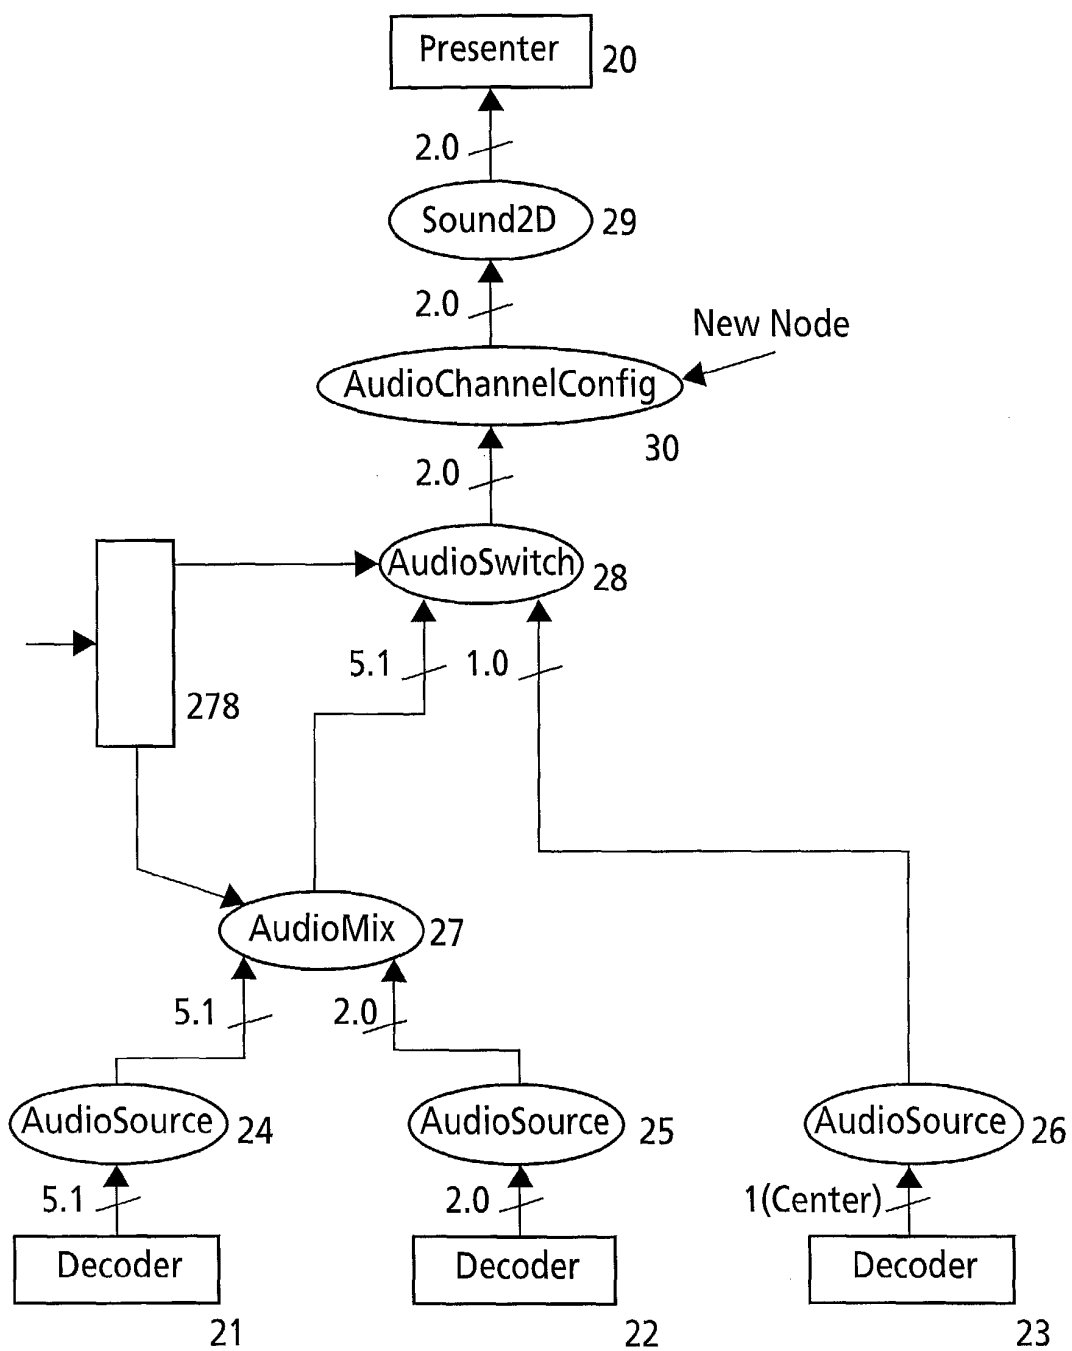 Presenter 20
2.0
Sound2D 29
2.0
New Node
AudioChannelConfig
30
2.0
AudioSwitch 28
5.1 1.0
278
AudioMix 27
5.1 2.0
AudioSource 24 AudioSource 25 AudioSource 26
5.1 2.0 1(Center)
Decoder Decoder Decoder
21 22 23